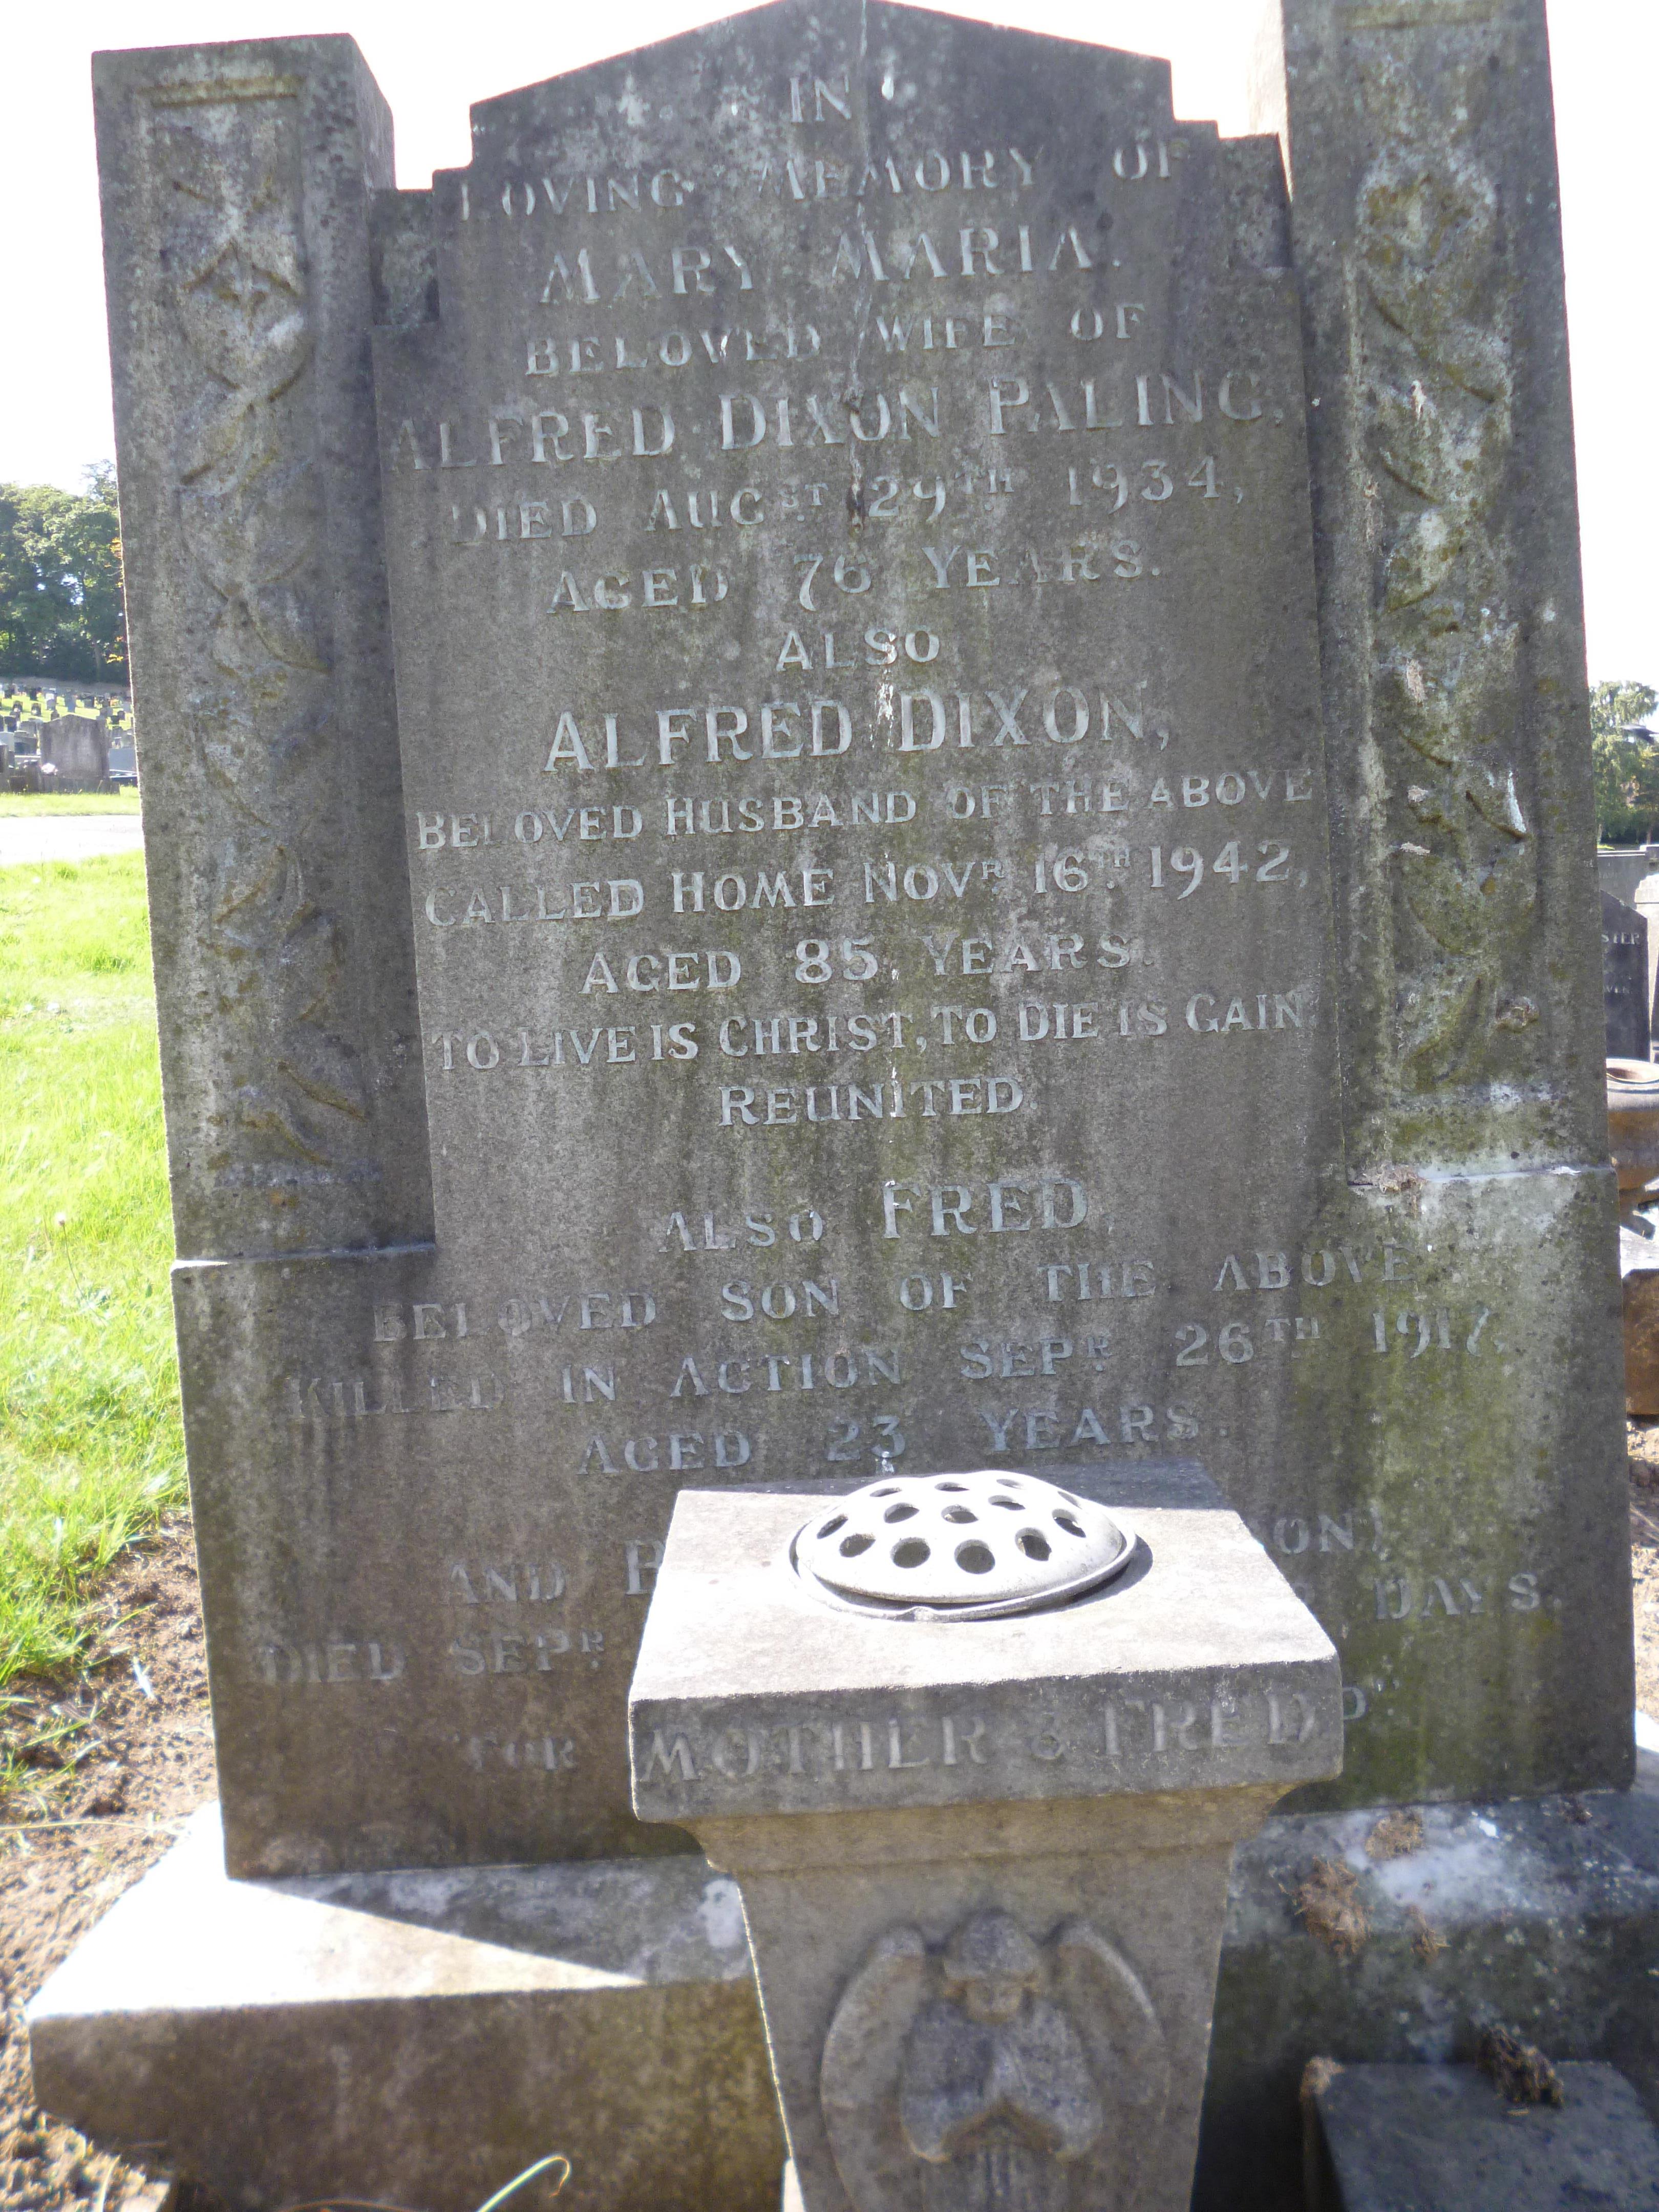 IN
LOVING MEMORY OF
MARY MARIA.
BELOVED WIFE OF
ALFRED DIXON PALING,
DIED AUGST 29TH 1934,
AGED 76 YEARS.
ALSO
ALFRED DIXON,
BELOVED HUSBAND OF THE ABOVE
CALLED HOME NOVR 16TH 1942,
AGED 85 YEARS.
TO LIVE IS CHRIST, TO DIE IS GAIN.
REUNITED.
ALSO FRED,
BELOVED SON OF THE ABOVE
KILLED IN ACTION SEPR 26TH 1917,
AGED 23 YEARS.
AND
DIED SEPR DAYS.
"FOR
MOTHER & FRED